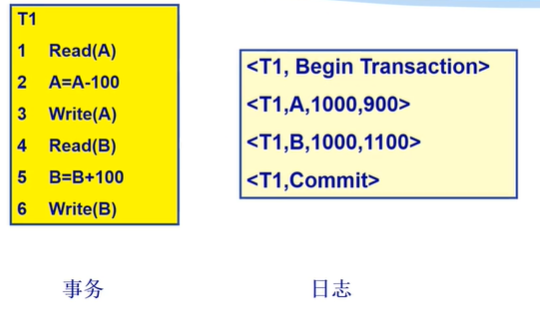 T1
1 Read(A)
2 A=A-100
3 Write(A)
4 Read(B)
5 B=B+100
6 Write(B)
<T1, Begin Transaction>
<T1,A,1000,900>
<T1,B,1000,1100>
<T1,Commit>
事务
日志